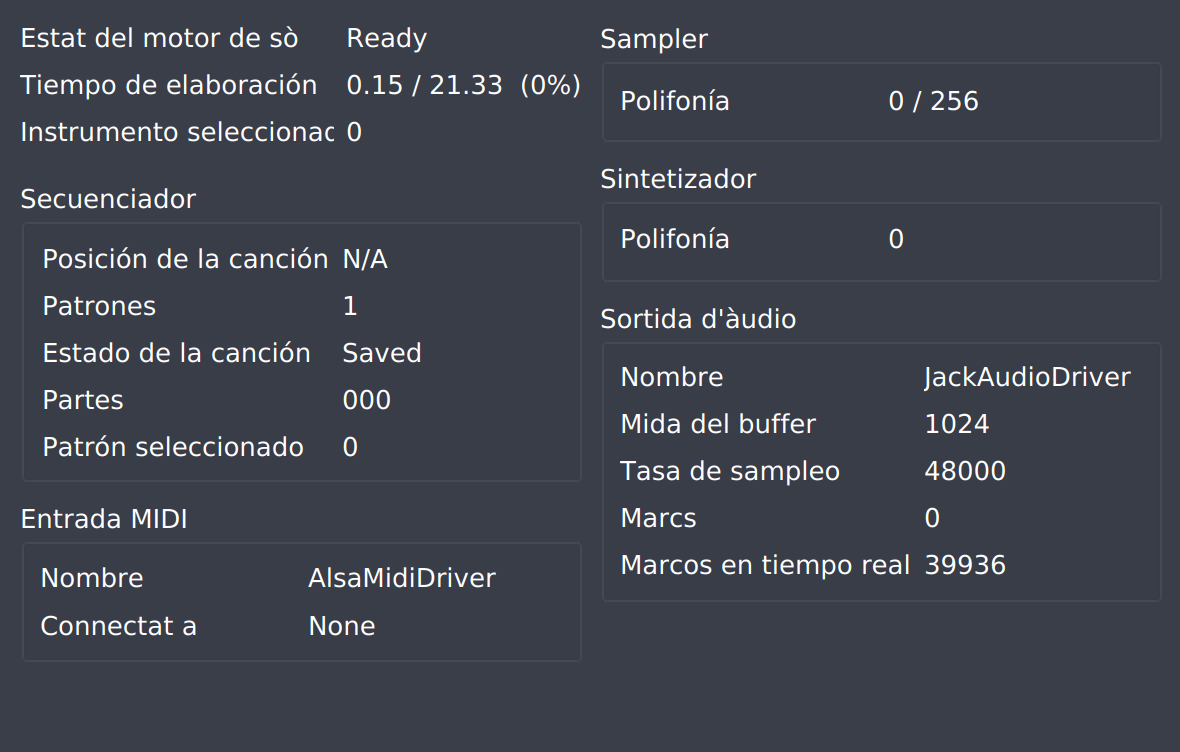 Estat del motor de sò Ready
Tiempo de elaboración 0.15 / 21.33 (0%)
Instrumento seleccionad 0
Secuenciador
Posición de la canción N/A
Patrones 1
Estado de la canción Saved
Partes 000
Patrón seleccionado 0
Entrada MIDI
Nombre AlsaMidiDriver
Connectat a None
Sampler
Polifonía 0 / 256
Sintetizador
Polifonía 0
Sortida d'àudio
Nombre JackAudioDriver
Mida del buffer 1024
Tasa de sampleo 48000
Marcs 0
Marcos en tiempo real 39936